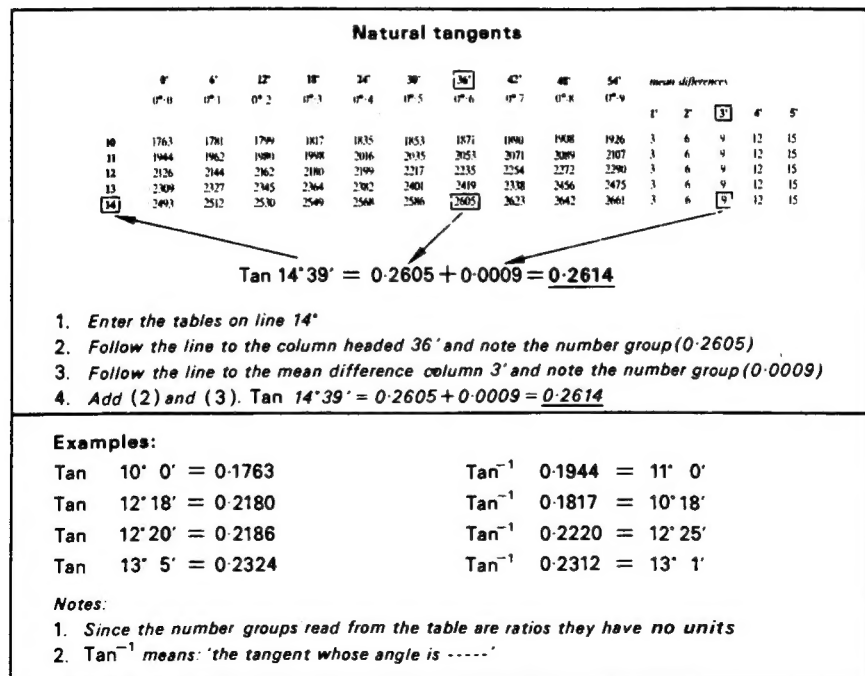 Natural tangents
0' 6' 12' 18' 24' 30' 36' 42' 48' 54' mean differences
0°·0 0°·1 0°·2 0°·3 0°·4 0°·5 0°·6 0°·7 0°·8 0°·9
1' 2' 3' 4' 5'
10 1763 1781 1799 1817 1835 1853 1871 1890 1908 1926 3 6 9 12 15
11 1944 1962 1980 1998 2016 2035 2053 2071 2089 2107 3 6 9 12 15
12 2126 2144 2162 2180 2199 2217 2235 2254 2272 2290 3 6 9 12 15
13 2309 2327 2345 2364 2382 2401 2419 2338 2456 2475 3 6 9 12 15
14 2493 2512 2530 2549 2568 2586 2605 2623 2642 2661 3 6 9 12 15
Tan 14°39' = 0·2605+0·0009=0·2614
1. Enter the tables on line 14°
2. Follow the line to the column headed 36' and note the number group (0·2605)
3. Follow the line to the mean difference column 3' and note the number group (0·0009)
4. Add (2) and (3). Tan 14°39' = 0·2605+0·0009=0·2614
Examples:
Tan 10° 0' = 0·1763 Tan⁻¹ 0·1944 = 11° 0'
Tan 12°18' = 0·2180 Tan⁻¹ 0·1817 = 10°18'
Tan 12°20' = 0·2186 Tan⁻¹ 0·2220 = 12°25'
Tan 13° 5' = 0·2324 Tan⁻¹ 0·2312 = 13° 1'
Notes:
1. Since the number groups read from the table are ratios they have no units
2. Tan⁻¹ means: 'the tangent whose angle is -----'